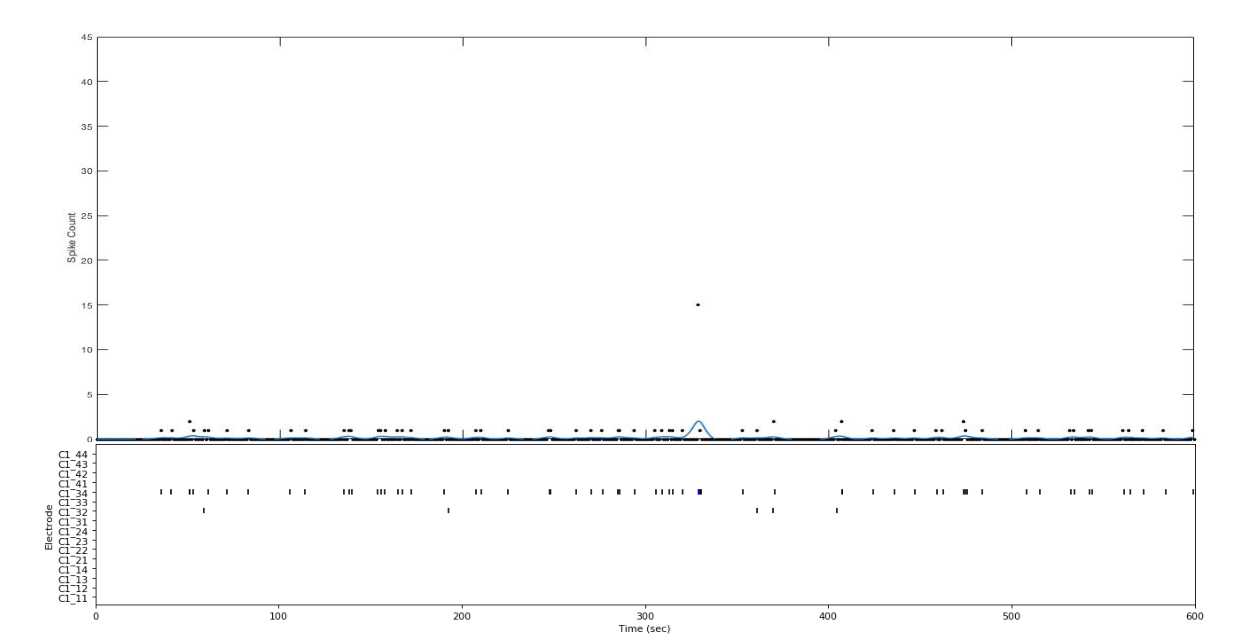 45
40
35
30
25
20
15
10
5
0
Spike Count
C1_44
C1_43
C1_42
C1_41
C1_34
C1_33
C1_32
C1_31
C1_24
C1_23
C1_22
C1_21
C1_14
C1_13
C1_12
C1_11
Electrode
0 100 200 300 400 500 600
Time (sec)